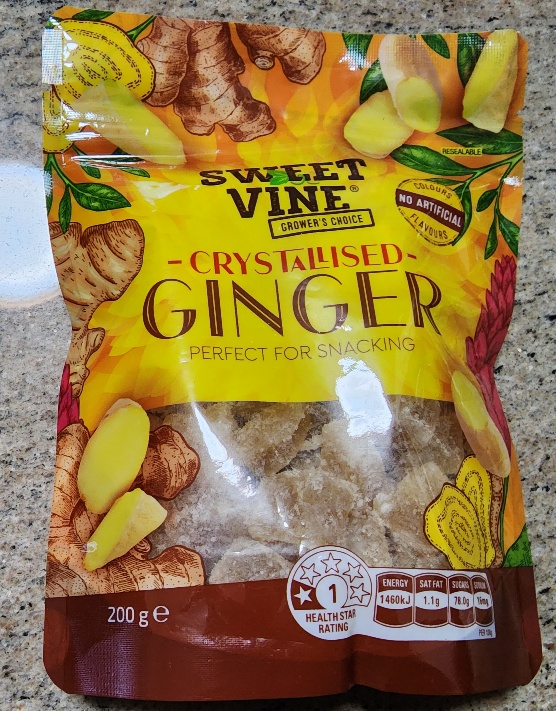 RESEALABLE
SWEET
VINE®
GROWER'S CHOICE
COLOURS
NO ARTIFICIAL
FLAVOURS
-CRYSTALLISED-
GINGER
PERFECT FOR SNACKING
200 g e
1
HEALTH STAR
RATING
ENERGY SAT FAT SUGARS SODIUM
1460kJ 1.1g 78.0g 16mg
PER 100g